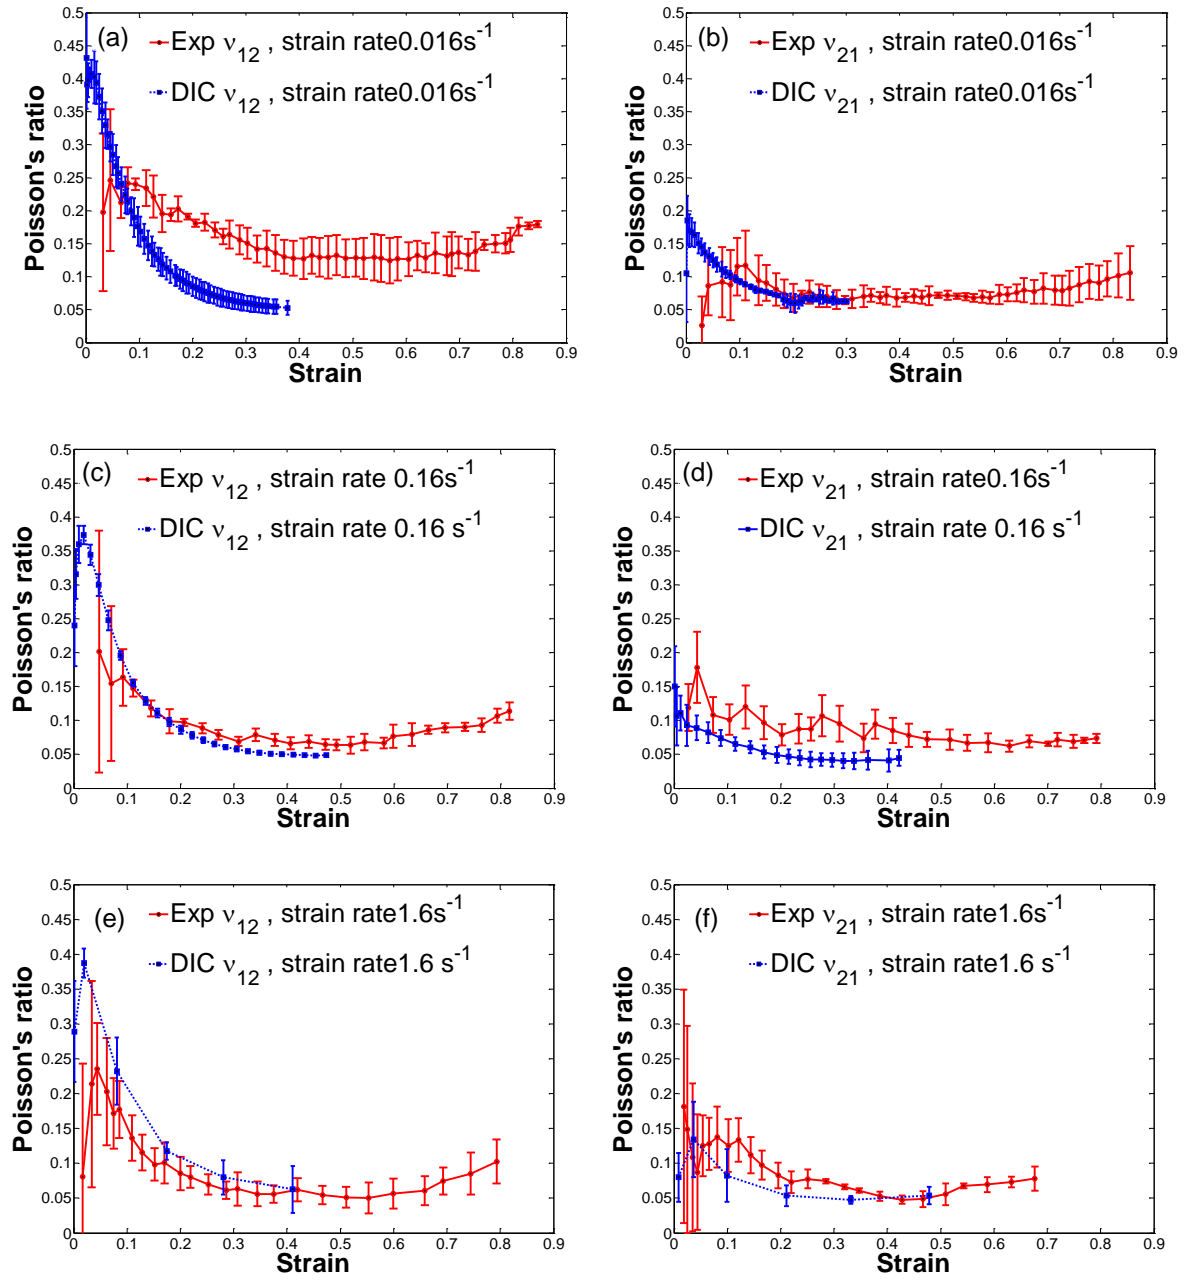 (a)
Exp ν12 , strain rate0.016s-1
DIC ν12 , strain rate0.016s-1
Poisson's ratio
0.5
0.45
0.4
0.35
0.3
0.25
0.2
0.15
0.1
0.05
0
0 0.1 0.2 0.3 0.4 0.5 0.6 0.7 0.8 0.9
Strain
(b)
Exp ν21 , strain rate0.016s-1
DIC ν21 , strain rate0.016s-1
Poisson's ratio
0.5
0.45
0.4
0.35
0.3
0.25
0.2
0.15
0.1
0.05
0
0 0.1 0.2 0.3 0.4 0.5 0.6 0.7 0.8 0.9
Strain
(c)
Exp ν12 , strain rate 0.16s-1
DIC ν12 , strain rate 0.16 s-1
Poisson's ratio
0.5
0.45
0.4
0.35
0.3
0.25
0.2
0.15
0.1
0.05
0
0 0.1 0.2 0.3 0.4 0.5 0.6 0.7 0.8 0.9
Strain
(d)
Exp ν21 , strain rate0.16s-1
DIC ν21 , strain rate 0.16 s-1
Poisson's ratio
0.5
0.45
0.4
0.35
0.3
0.25
0.2
0.15
0.1
0.05
0
0 0.1 0.2 0.3 0.4 0.5 0.6 0.7 0.8 0.9
Strain
(e)
Exp ν12 , strain rate1.6s-1
DIC ν12 , strain rate1.6 s-1
Poisson's ratio
0.5
0.45
0.4
0.35
0.3
0.25
0.2
0.15
0.1
0.05
0
0 0.1 0.2 0.3 0.4 0.5 0.6 0.7 0.8 0.9
Strain
(f)
Exp ν21 , strain rate1.6s-1
DIC ν21 , strain rate1.6 s-1
Poisson's ratio
0.5
0.45
0.4
0.35
0.3
0.25
0.2
0.15
0.1
0.05
0
0 0.1 0.2 0.3 0.4 0.5 0.6 0.7 0.8 0.9
Strain